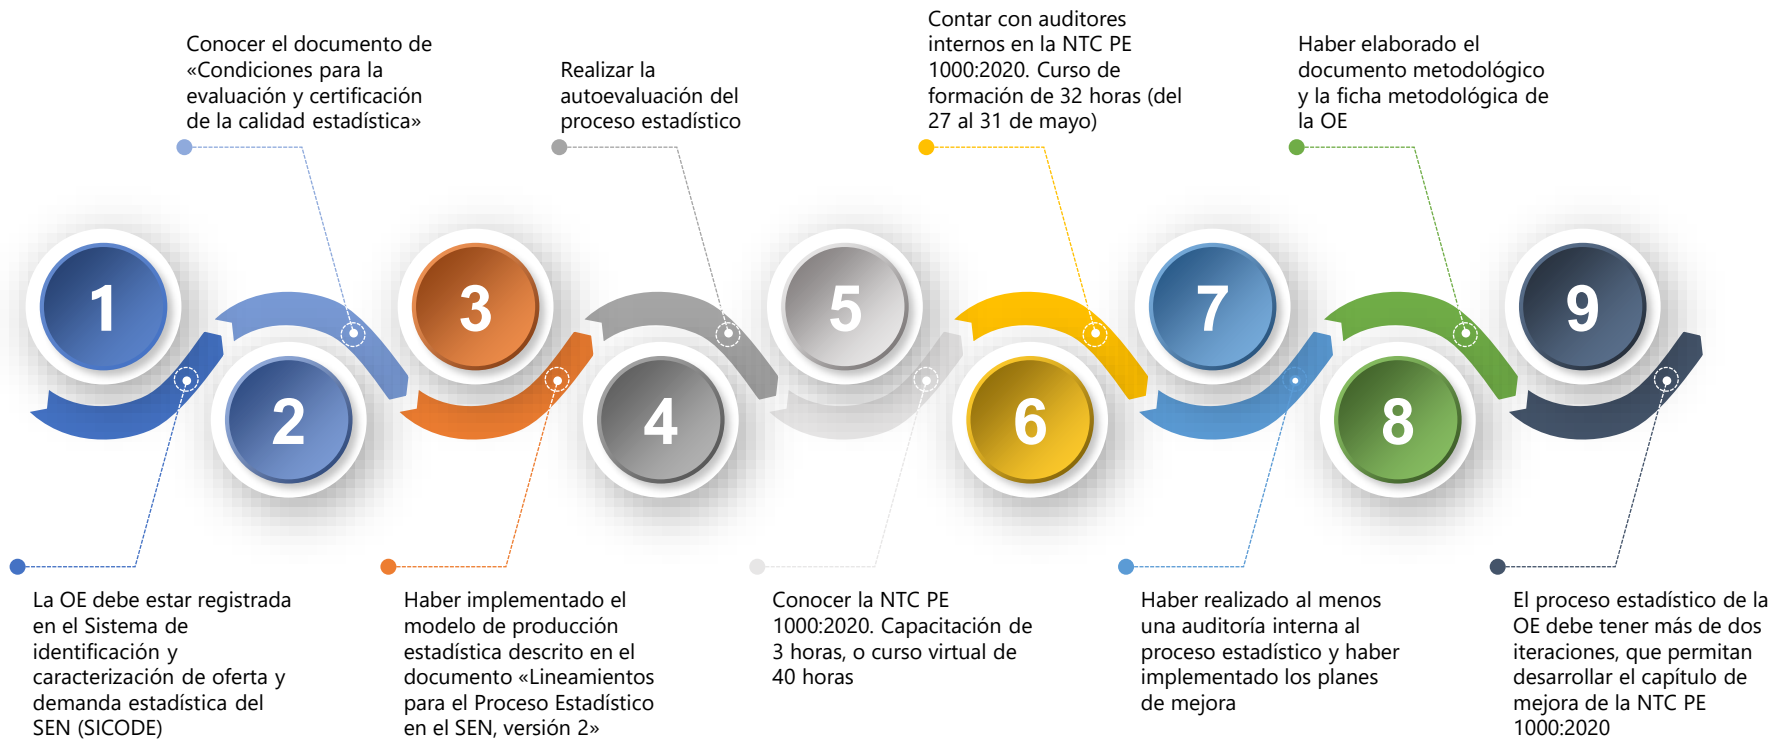 Conocer el documento de
«Condiciones para la
evaluación y certificación
de la calidad estadística»
Realizar la
autoevaluación del
proceso estadístico
Contar con auditores
internos en la NTC PE
1000:2020. Curso de
formación de 32 horas (del
27 al 31 de mayo)
Haber elaborado el
documento metodológico
y la ficha metodológica de
la OE
1
2
3
4
5
6
7
8
9
La OE debe estar registrada
en el Sistema de
identificación y
caracterización de oferta y
demanda estadística del
SEN (SICODE)
Haber implementado el
modelo de producción
estadística descrito en el
documento «Lineamientos
para el Proceso Estadístico
en el SEN, versión 2»
Conocer la NTC PE
1000:2020. Capacitación de
3 horas, o curso virtual de
40 horas
Haber realizado al menos
una auditoría interna al
proceso estadístico y haber
implementado los planes
de mejora
El proceso estadístico de la
OE debe tener más de dos
iteraciones, que permitan
desarrollar el capítulo de
mejora de la NTC PE
1000:2020